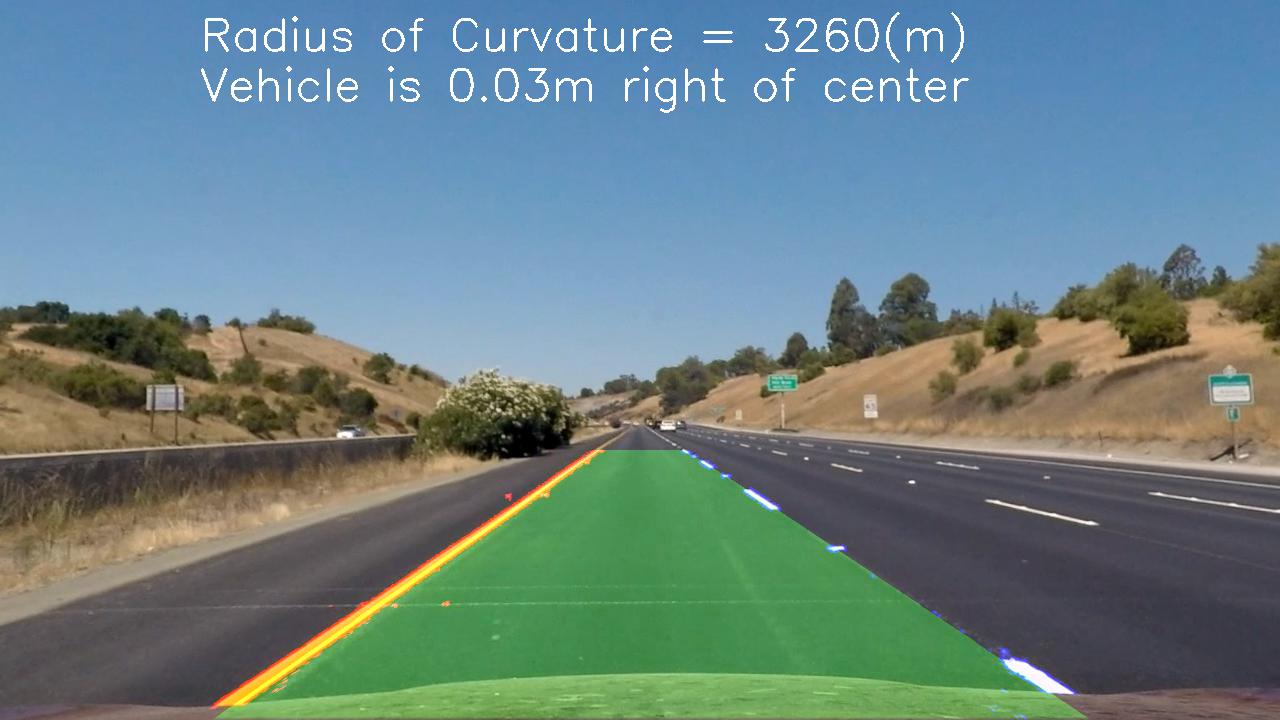 Radius of Curvature = 3260(m)
Vehicle is 0.03m right of center